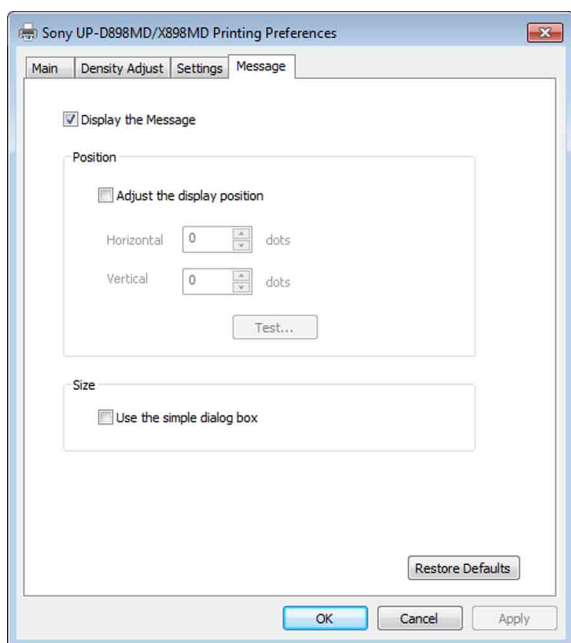 Sony UP-D898MD/X898MD Printing Preferences
Main Density Adjust Settings Message
Display the Message
Position
Adjust the display position
Horizontal 0 dots
Vertical 0 dots
Test...
Size
Use the simple dialog box
Restore Defaults
OK Cancel Apply